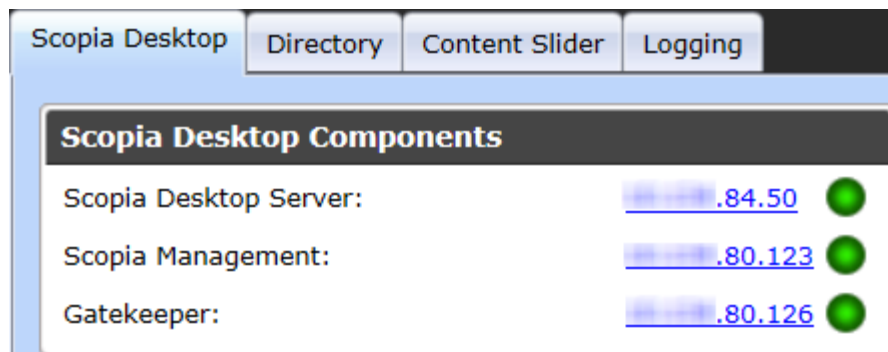 Scopia Desktop Directory Content Slider Logging
Scopia Desktop Components
Scopia Desktop Server: .84.50
Scopia Management: .80.123
Gatekeeper: .80.126